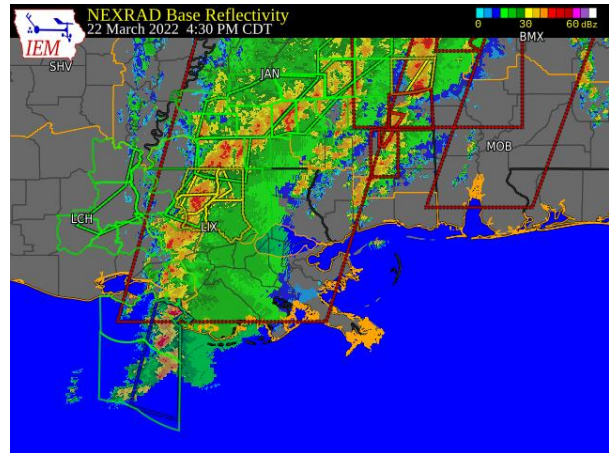 IEM
NEXRAD Base Reflectivity
22 March 2022 4:30 PM CDT
0 30 60 dBz
BMX
SHV
JAN
MOB
LCH
LIX